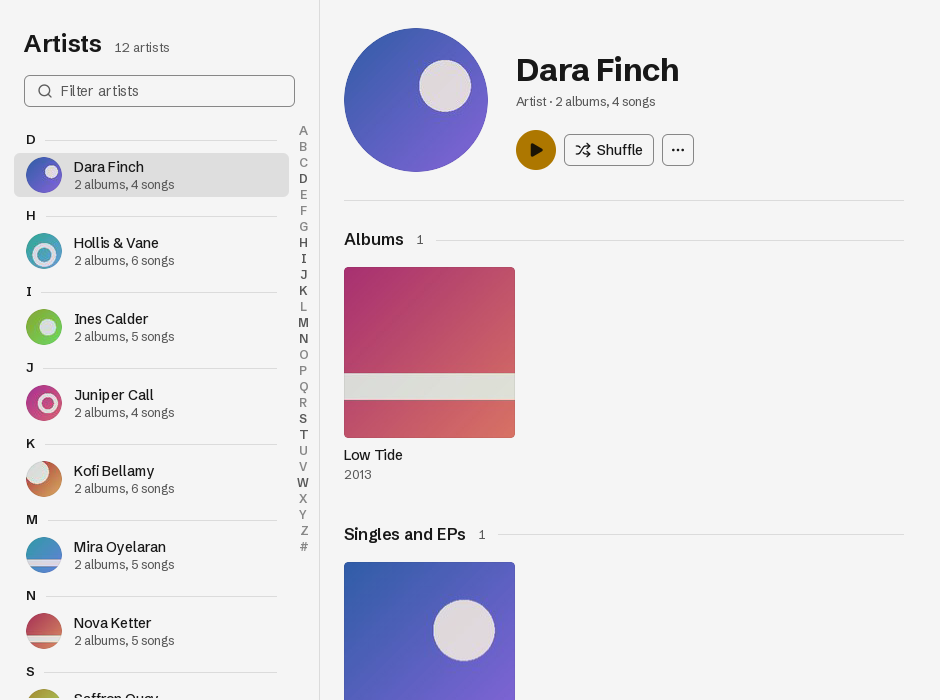 Artists 12 artists
Filter artists
D
Dara Finch
2 albums, 4 songs
H
Hollis & Vane
2 albums, 6 songs
I
Ines Calder
2 albums, 5 songs
J
Juniper Call
2 albums, 4 songs
K
Kofi Bellamy
2 albums, 6 songs
M
Mira Oyelaran
2 albums, 5 songs
N
Nova Ketter
2 albums, 5 songs
S
A
B
C
D
E
F
G
H
I
J
K
L
M
N
O
P
Q
R
S
T
U
V
W
X
Y
Z
#
Dara Finch
Artist · 2 albums, 4 songs
Shuffle
Albums 1
Low Tide
2013
Singles and EPs 1